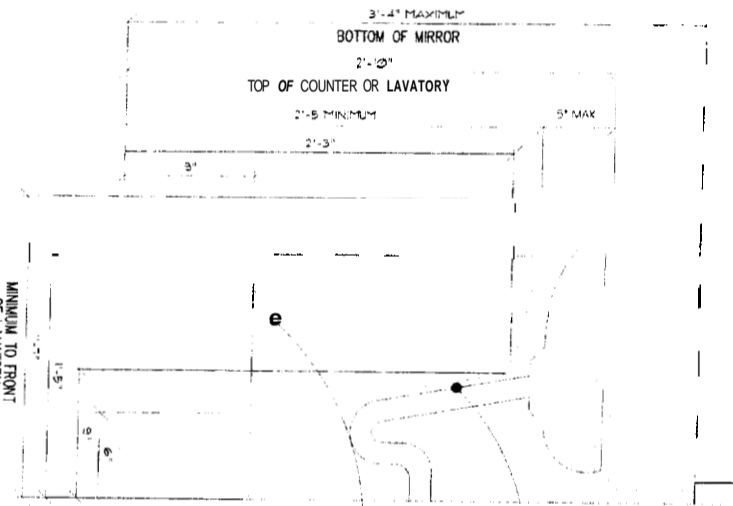 3'-4" MAXIMUM
BOTTOM OF MIRROR
2'-10"
TOP OF COUNTER OR LAVATORY
2'-5 MINIMUM
5" MAX
2'-3"
MINIMUM TO FRONT
1'-5"
6"
e